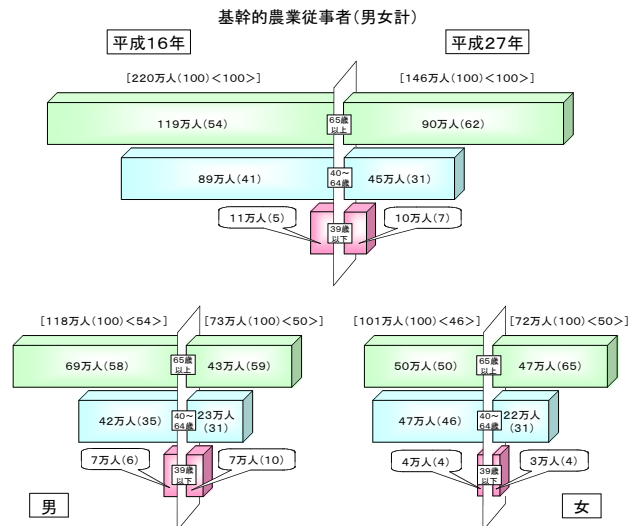 基幹的農業従事者(男女計)
平成16年
平成27年
[220万人(100)<100>]
[146万人(100)<100>]
119万人(54)
65歳
以上
90万人(62)
89万人(41)
40～
64歳
45万人(31)
11万人(5)
39歳
以下
10万人(7)
[118万人(100)<54>]
[73万人(100)<50>]
69万人(58)
65歳
以上
43万人(59)
42万人(35)
40～
64歳
23万人
(31)
7万人(6)
39歳
以下
7万人(10)
男
[101万人(100)<46>]
[72万人(100)<50>]
50万人(50)
65歳
以上
47万人(65)
47万人(46)
40～
64歳
22万人
(31)
4万人(4)
39歳
以下
3万人(4)
女